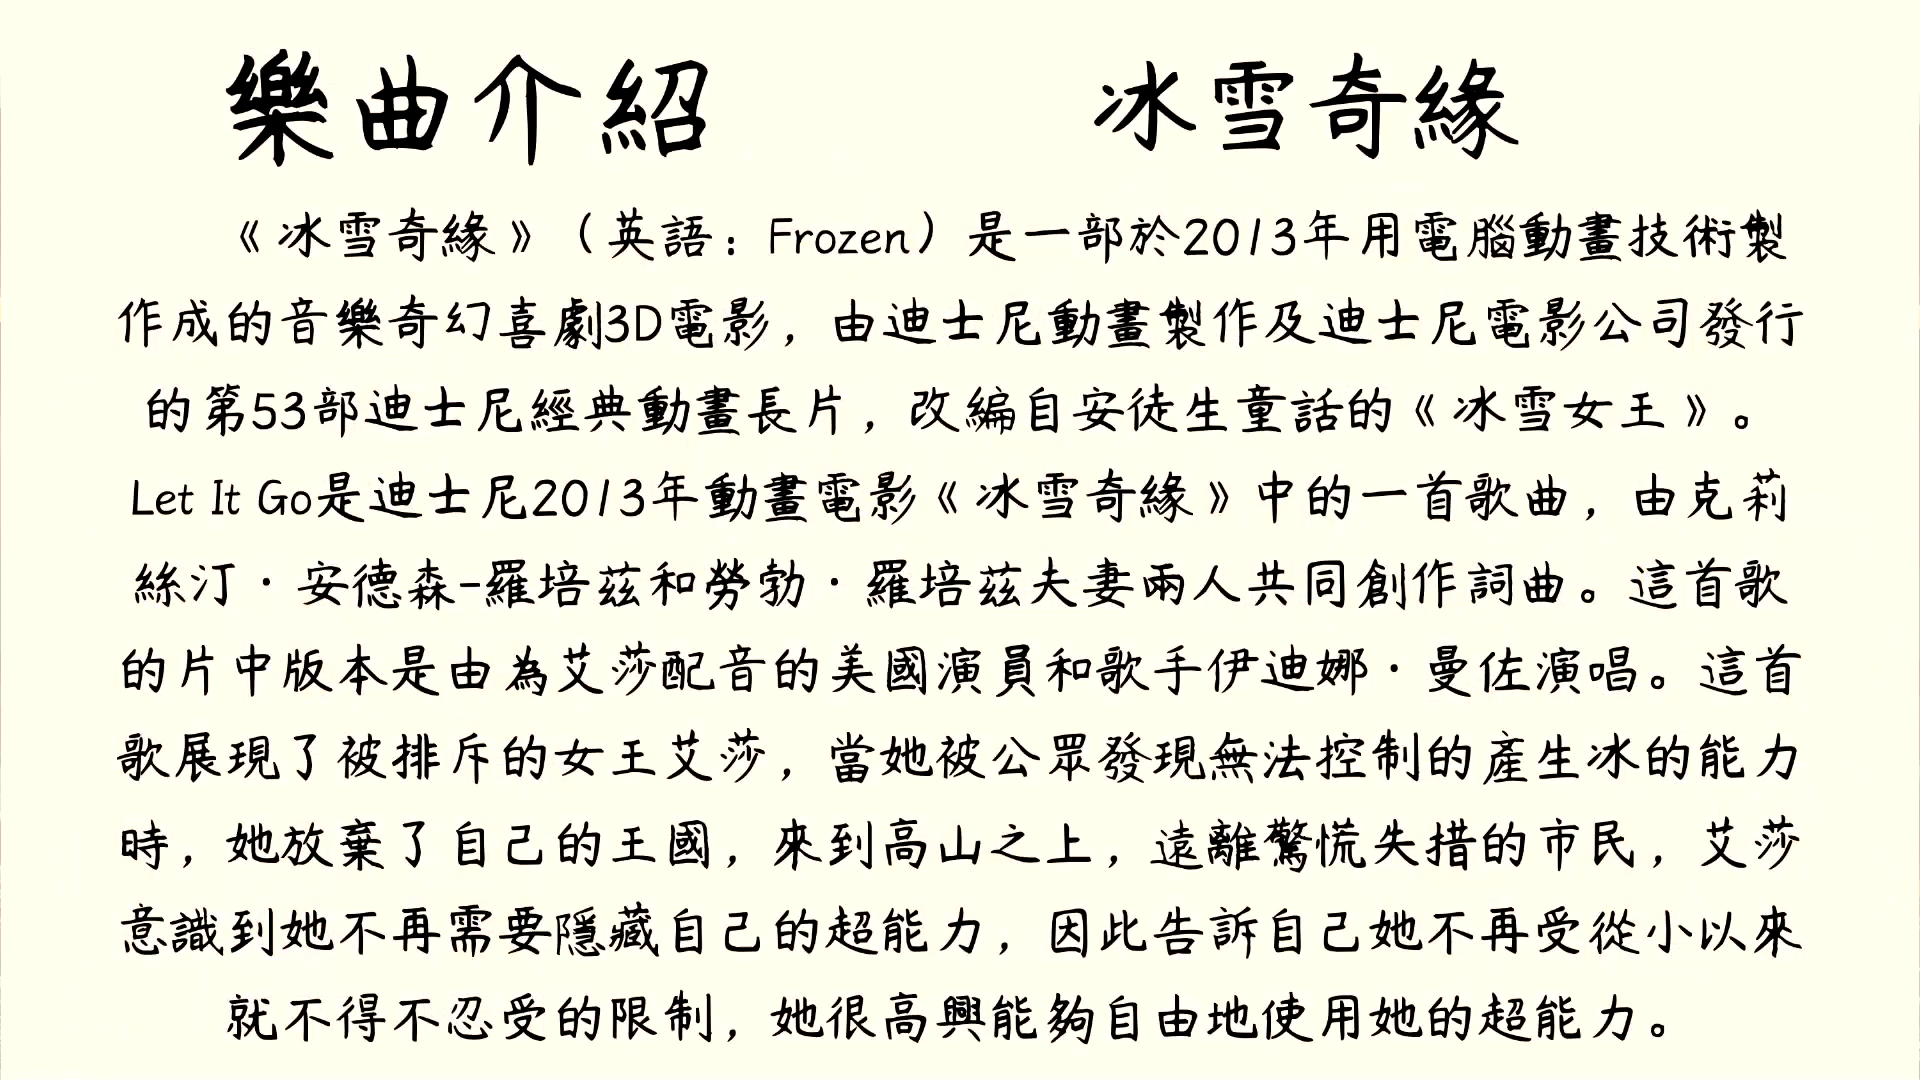 樂曲介紹 冰雪奇緣
《冰雪奇緣》（英語：Frozen）是一部於2013年用電腦動畫技術製
作成的音樂奇幻喜劇3D電影，由迪士尼動畫製作及迪士尼電影公司發行
的第53部迪士尼經典動畫長片，改編自安徒生童話的《冰雪女王》。
Let It Go是迪士尼2013年動畫電影《冰雪奇緣》中的一首歌曲，由克莉
絲汀·安德森-羅培茲和勞勃·羅培茲夫妻兩人共同創作詞曲。這首歌
的片中版本是由為艾莎配音的美國演員和歌手伊迪娜·曼佐演唱。這首
歌展現了被排斥的女王艾莎，當她被公眾發現無法控制的產生冰的能力
時，她放棄了自己的王國，來到高山之上，遠離驚慌失措的市民，艾莎
意識到她不再需要隱藏自己的超能力，因此告訴自己她不再受從小以來
就不得不忍受的限制，她很高興能夠自由地使用她的超能力。